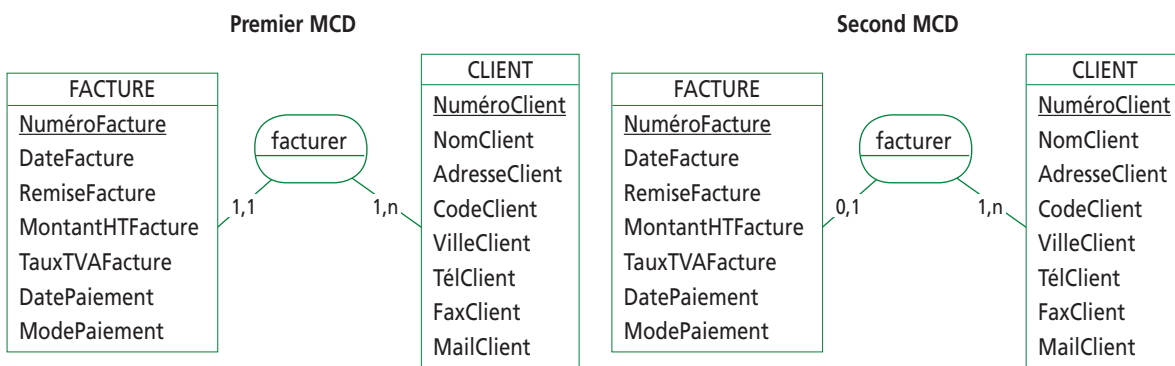 Premier MCD
FACTURE
NuméroFacture
DateFacture
RemiseFacture
MontantHTFacture
TauxTVAFacture
DatePaiement
ModePaiement
facturer
1,1
1,n
CLIENT
NuméroClient
NomClient
AdresseClient
CodeClient
VilleClient
TélClient
FaxClient
MailClient
Second MCD
FACTURE
NuméroFacture
DateFacture
RemiseFacture
MontantHTFacture
TauxTVAFacture
DatePaiement
ModePaiement
facturer
0,1
1,n
CLIENT
NuméroClient
NomClient
AdresseClient
CodeClient
VilleClient
TélClient
FaxClient
MailClient